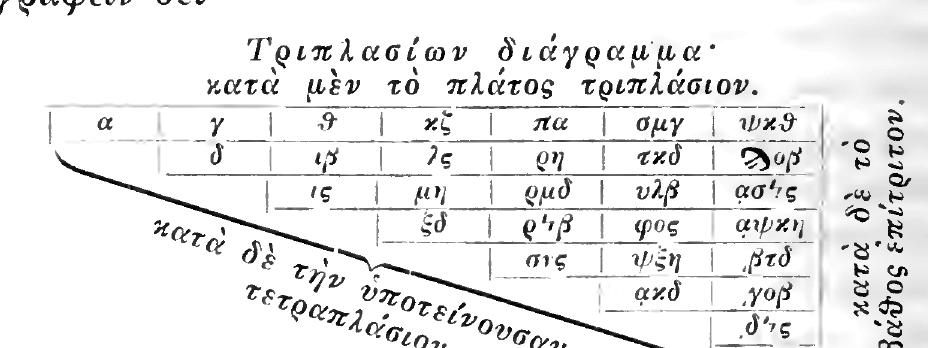 Τριπλασίων διάγραμμα·
κατὰ μὲν τὸ πλάτος τριπλάσιον.
α γ θ κζ πα σμγ ψκθ
δ ιβ λς ρη τκδ ϡοβ
ις μη ρμδ υλβ ͵ασϟς
ξδ ρϟβ φος ͵αψκη
σις ψξη ͵βτδ
͵ακδ ͵γοβ
͵δϟς
κατὰ δὲ τὴν ὑποτείνουσαν
τετραπλάσιον
κατὰ δὲ τὸ
βάθος ἐπίτριτον.